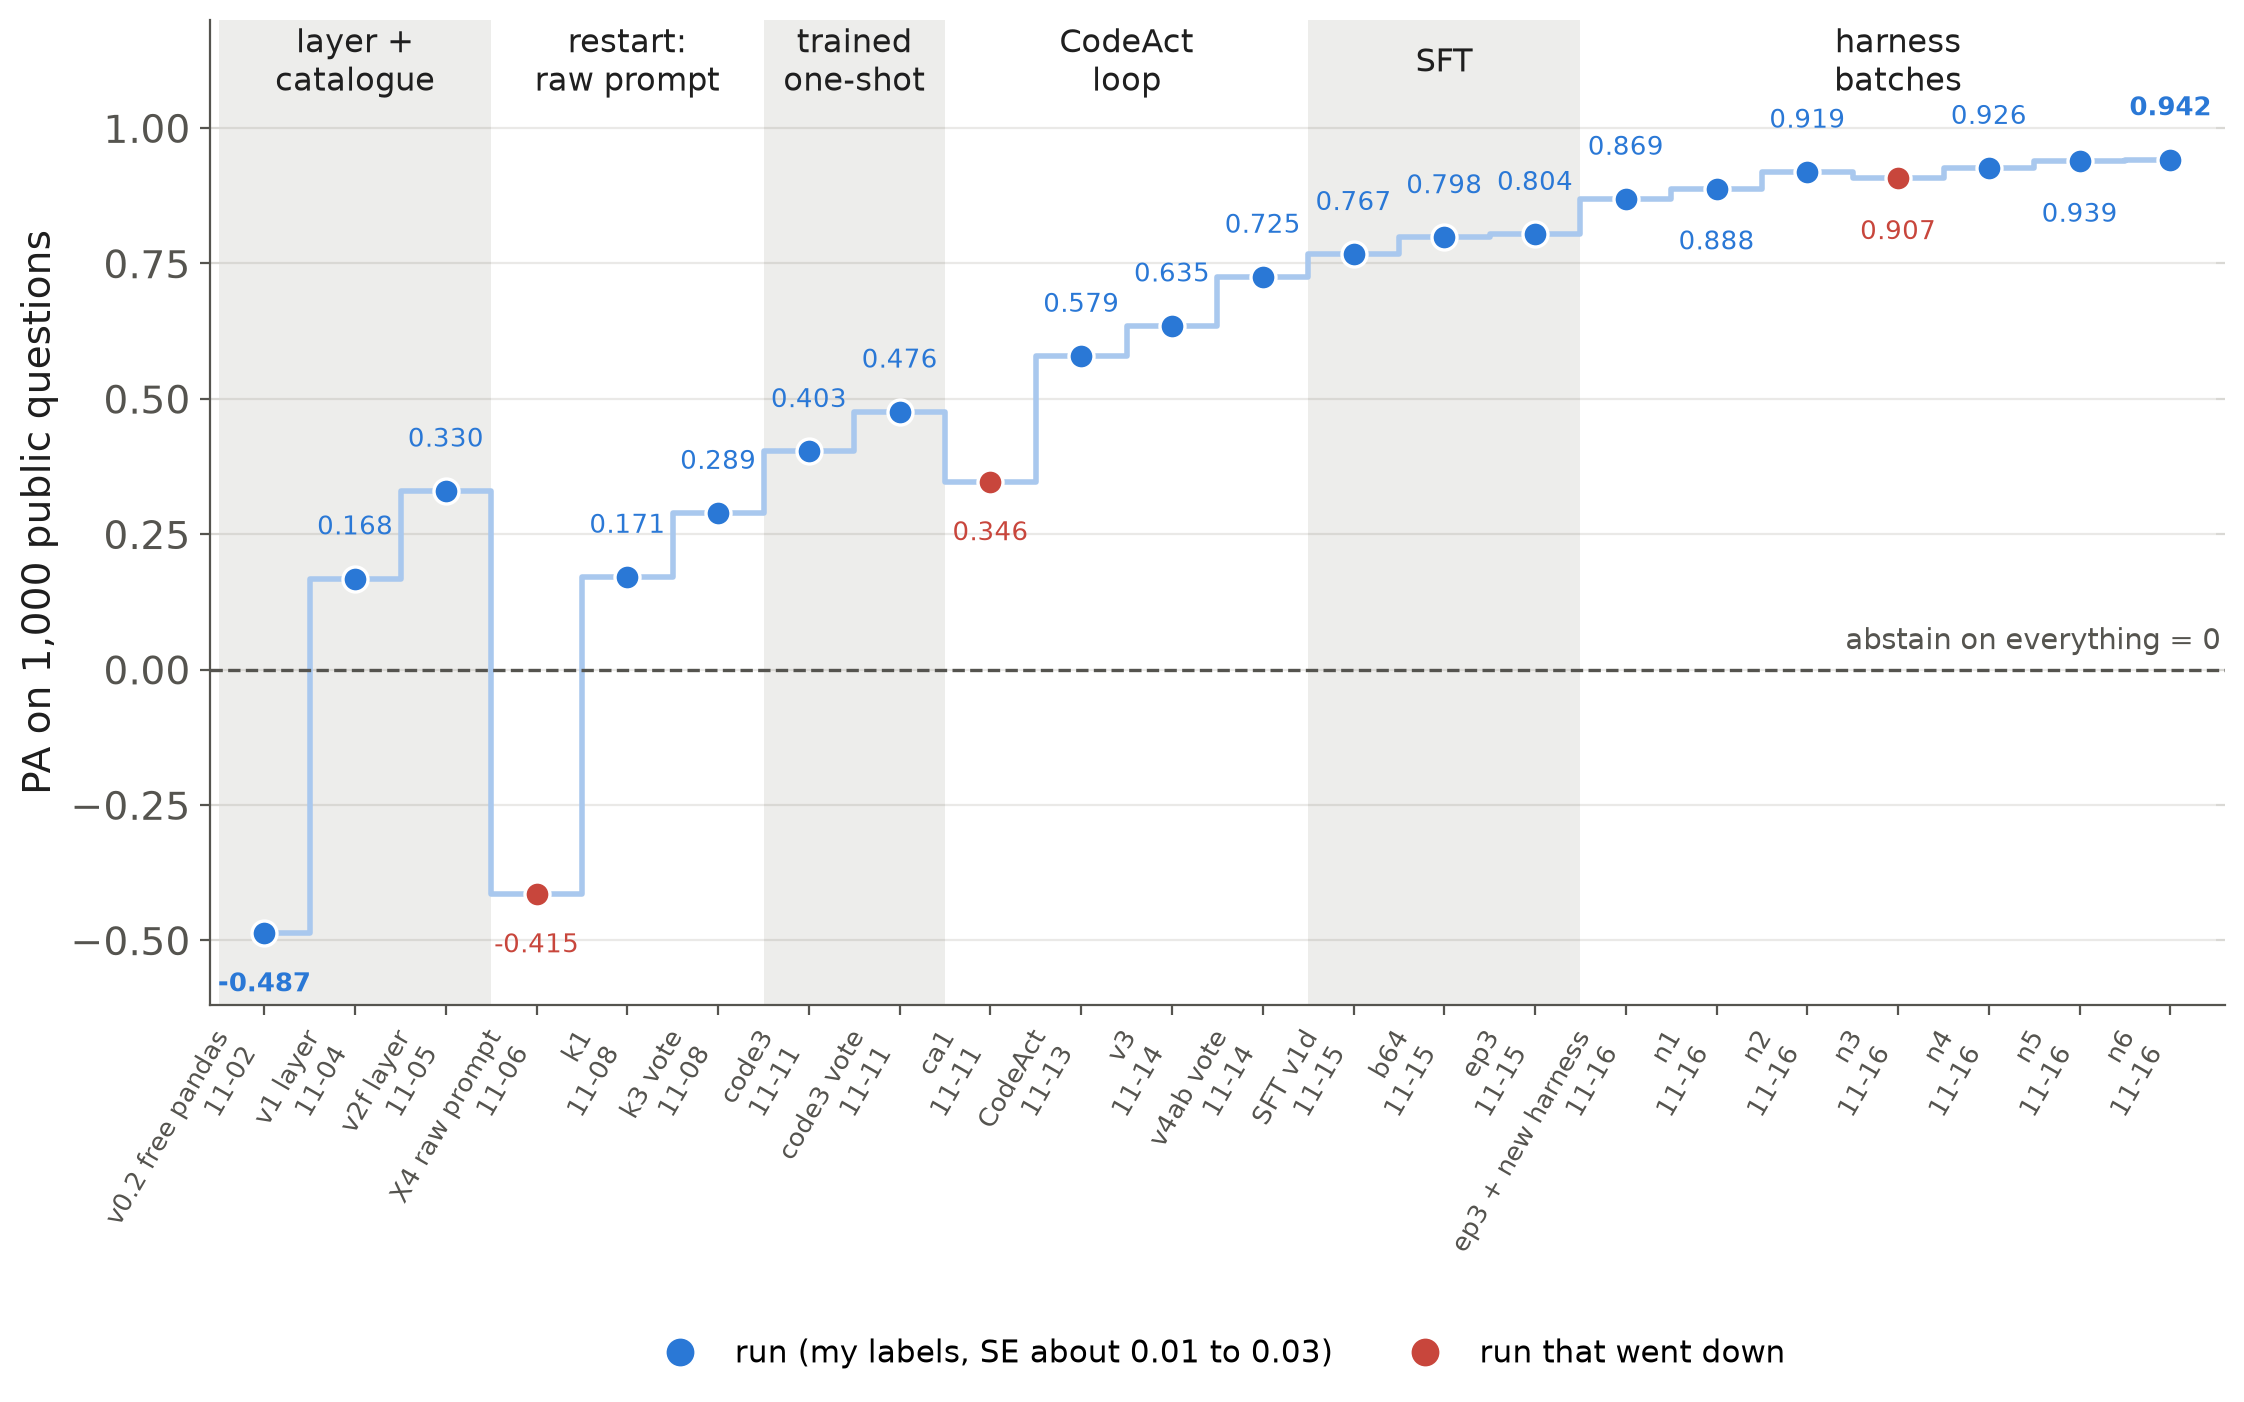 layer +
catalogue
restart:
raw prompt
trained
one-shot
CodeAct
loop
SFT
harness
batches
PA on 1,000 public questions
1.00
0.75
0.50
0.25
0.00
−0.25
−0.50
-0.487
0.168
0.330
-0.415
0.171
0.289
0.403
0.476
0.346
0.579
0.635
0.725
0.767
0.798
0.804
0.869
0.888
0.919
0.907
0.926
0.939
0.942
abstain on everything = 0
v0.2 free pandas
11-02
v1 layer
11-04
v2f layer
11-05
X4 raw prompt
11-06
k1
11-08
k3 vote
11-08
code3
11-11
code3 vote
11-11
ca1
11-11
CodeAct
11-13
v3
11-14
v4ab vote
11-14
SFT v1d
11-15
b64
11-15
ep3
11-15
ep3 + new harness
11-16
n1
11-16
n2
11-16
n3
11-16
n4
11-16
n5
11-16
n6
11-16
run (my labels, SE about 0.01 to 0.03)
run that went down